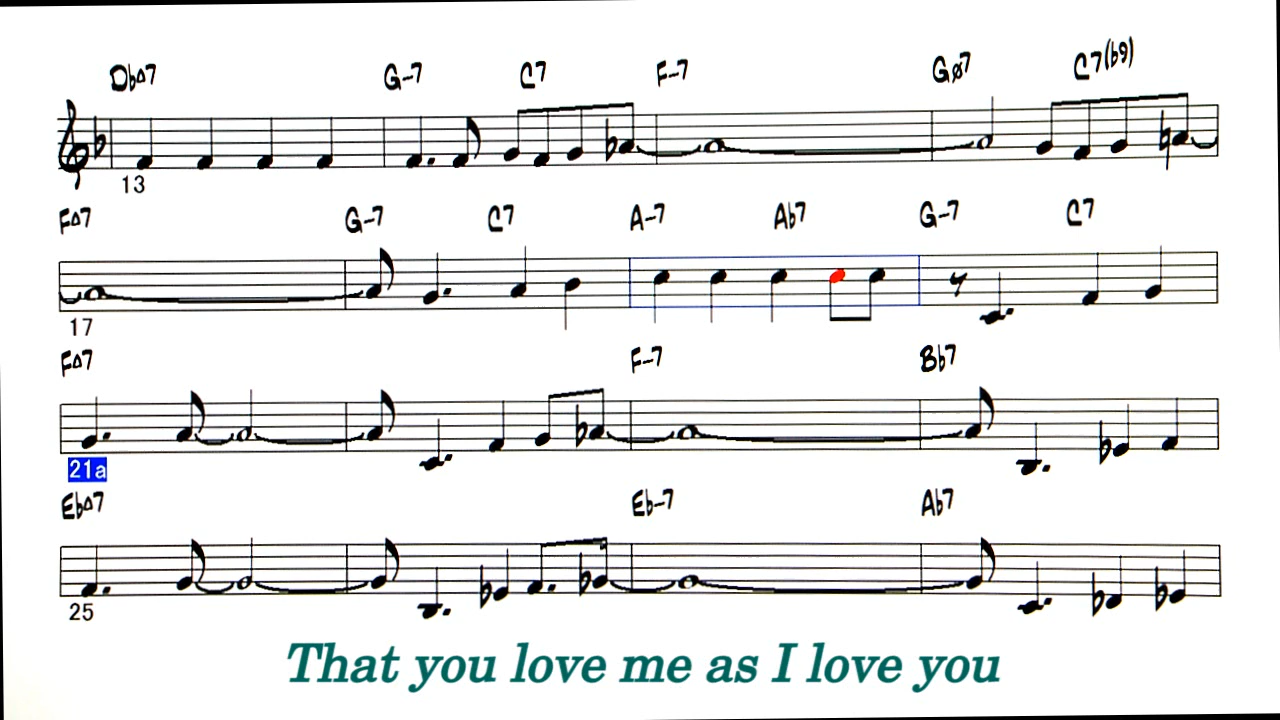 Db△7 G-7 C7 F-7 Gø7 C7(b9)
13
F△7 G-7 C7 A-7 Ab7 G-7 C7
17
F△7 F-7 Bb7
21a
Eb△7 Eb-7 Ab7
25
That you love me as I love you